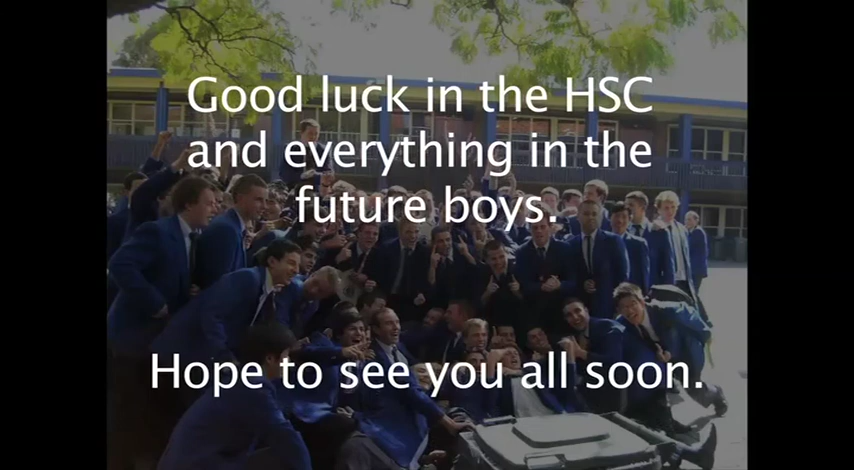 Good luck in the HSC
and everything in the
future boys.
Hope to see you all soon.